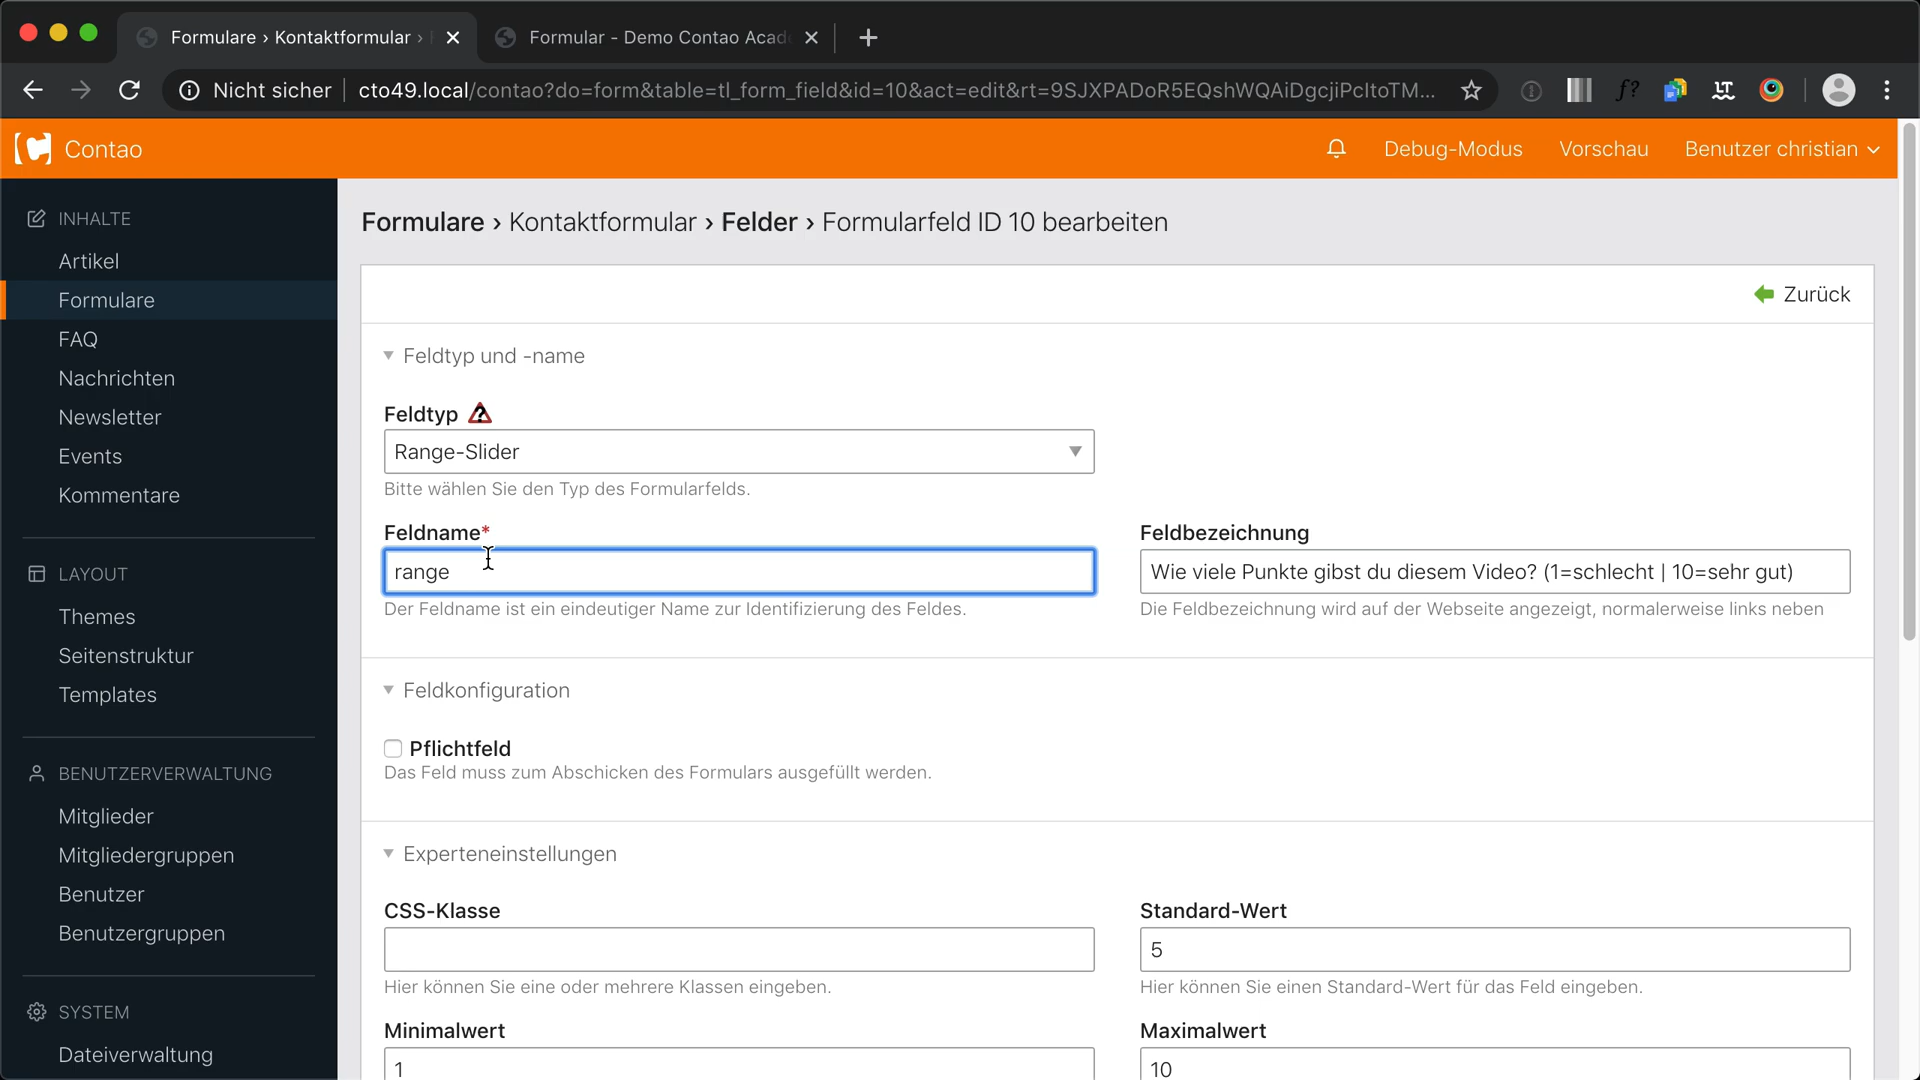 Formulare › Kontaktformular ›
Formular - Demo Contao Acad
Nicht sicher
cto49.local/contao?do=form&table=tl_form_field&id=10&act=edit&rt=9SJXPADoR5EQshWQAiDgcjiPcItoTM...
Contao
Debug-Modus
Vorschau
Benutzer christian
INHALTE
Artikel
Formulare
FAQ
Nachrichten
Newsletter
Events
Kommentare
LAYOUT
Themes
Seitenstruktur
Templates
BENUTZERVERWALTUNG
Mitglieder
Mitgliedergruppen
Benutzer
Benutzergruppen
SYSTEM
Dateiverwaltung
Formulare › Kontaktformular › Felder › Formularfeld ID 10 bearbeiten
Zurück
Feldtyp und -name
Feldtyp
Range-Slider
Bitte wählen Sie den Typ des Formularfelds.
Feldname*
range
Der Feldname ist ein eindeutiger Name zur Identifizierung des Feldes.
Feldbezeichnung
Wie viele Punkte gibst du diesem Video? (1=schlecht | 10=sehr gut)
Die Feldbezeichnung wird auf der Webseite angezeigt, normalerweise links neben
Feldkonfiguration
Pflichtfeld
Das Feld muss zum Abschicken des Formulars ausgefüllt werden.
Experteneinstellungen
CSS-Klasse
Hier können Sie eine oder mehrere Klassen eingeben.
Standard-Wert
5
Hier können Sie einen Standard-Wert für das Feld eingeben.
Minimalwert
1
Maximalwert
10